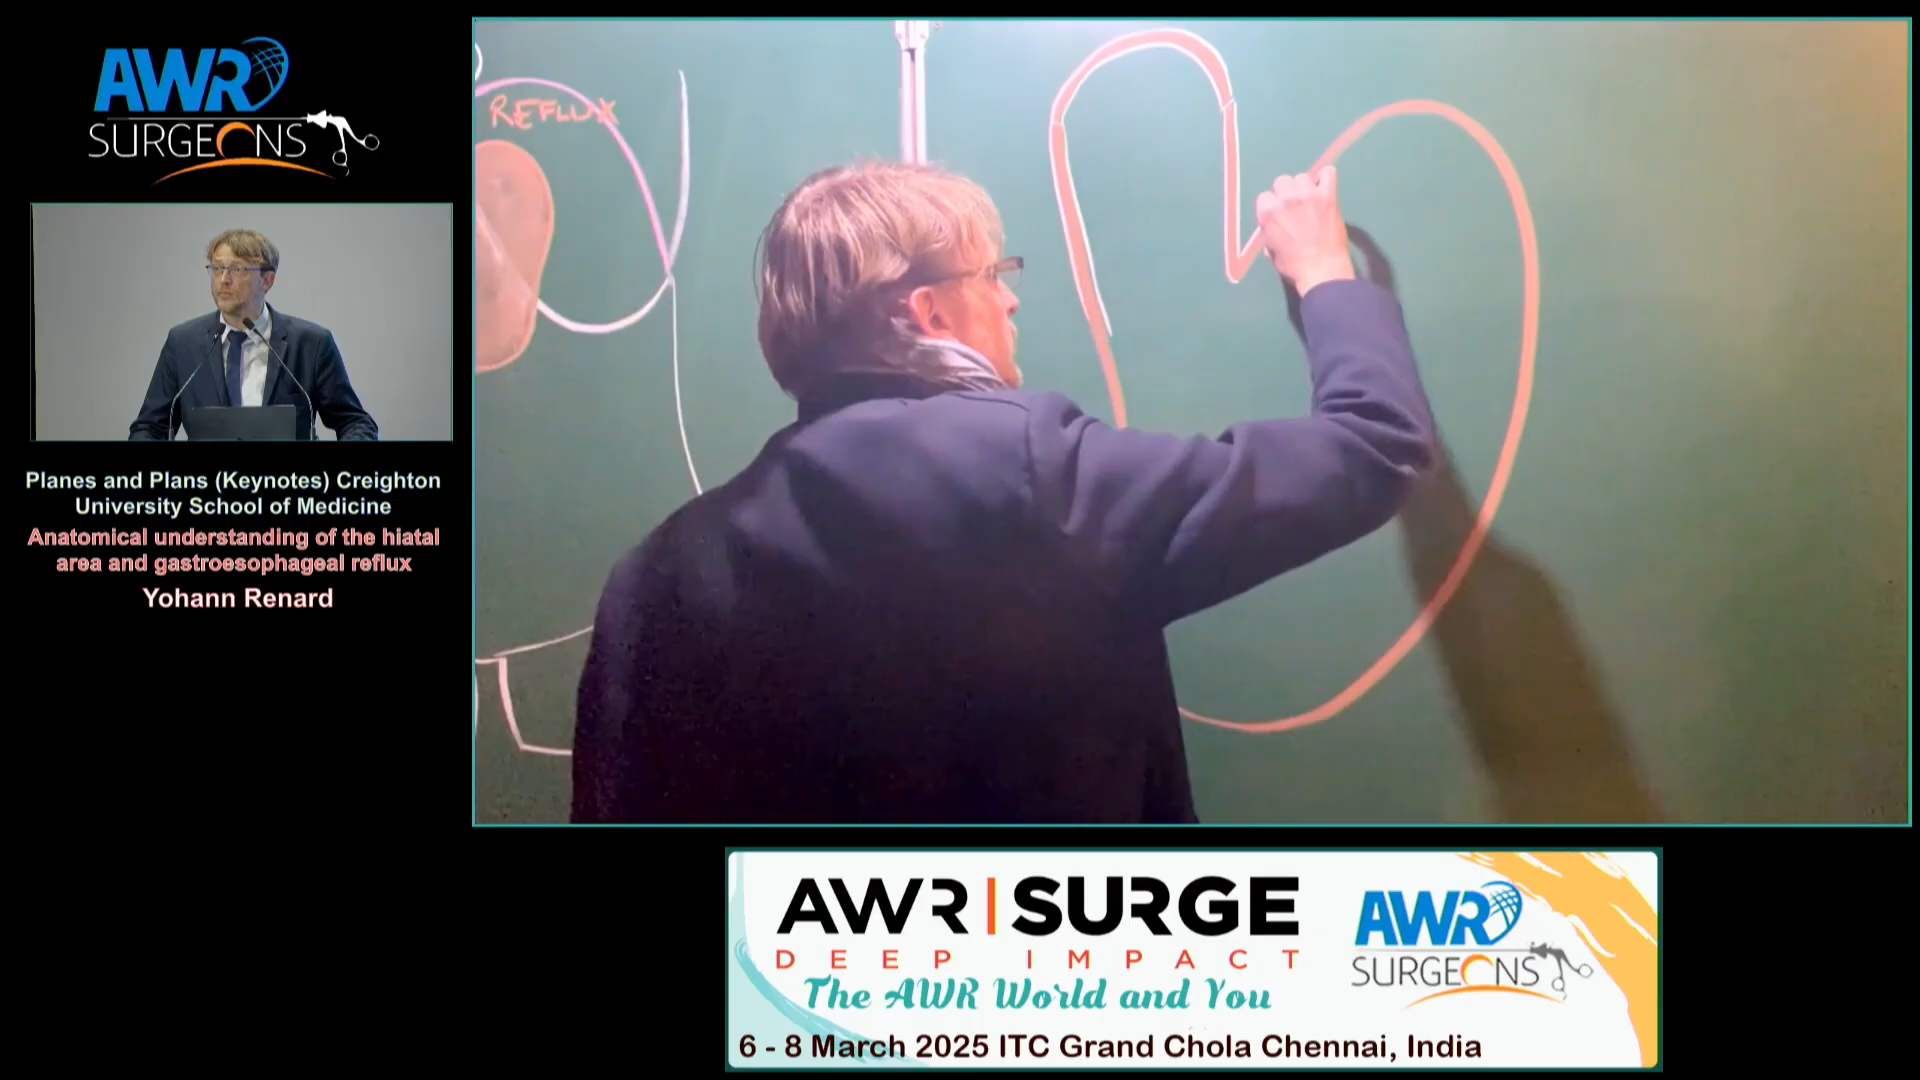 AWR
SURGEONS
Planes and Plans (Keynotes) Creighton
University School of Medicine
Anatomical understanding of the hiatal
area and gastroesophageal reflux
Yohann Renard
REFLUX
AWR|SURGE
DEEP IMPACT
The AWR World and You
6 - 8 March 2025 ITC Grand Chola Chennai, India
AWR
SURGEONS